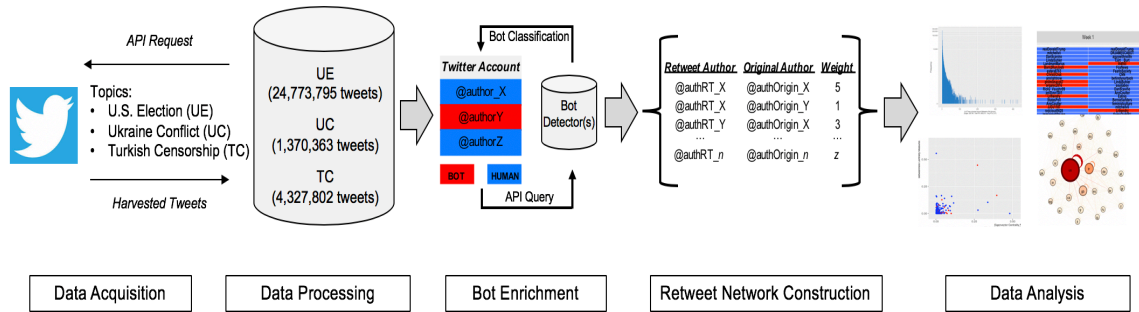 API Request
Topics:
• U.S. Election (UE)
• Ukraine Conflict (UC)
• Turkish Censorship (TC)
Harvested Tweets
UE
(24,773,795 tweets)
UC
(1,370,363 tweets)
TC
(4,327,802 tweets)
Bot Classification
Twitter Account
@author_X
@authorY
@authorZ
BOT HUMAN
Bot
Detector(s)
API Query
Retweet Author Original Author Weight
@authRT_X @authOrigin_X 5
@authRT_X @authOrigin_Y 1
@authRT_Y @authOrigin_X 3
... ... ...
@authRT_n @authOrigin_n z
Week 1
Data Acquisition
Data Processing
Bot Enrichment
Retweet Network Construction
Data Analysis